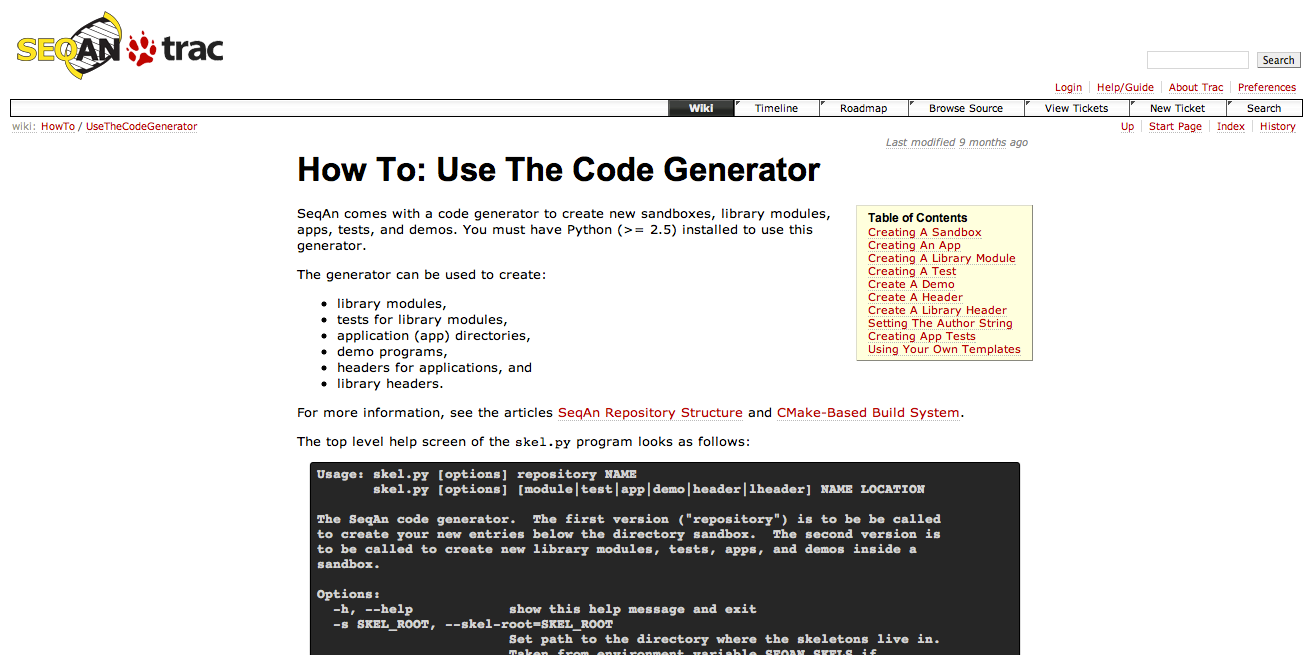 SEQAN trac
Search
Login Help/Guide About Trac Preferences
Wiki Timeline Roadmap Browse Source View Tickets New Ticket Search
wiki: HowTo / UseTheCodeGenerator
Up Start Page Index History
Last modified 9 months ago
How To: Use The Code Generator
SeqAn comes with a code generator to create new sandboxes, library modules,
apps, tests, and demos. You must have Python (>= 2.5) installed to use this
generator.
Table of Contents
Creating A Sandbox
Creating An App
Creating A Library Module
Creating A Test
Create A Demo
Create A Header
Create A Library Header
Setting The Author String
Creating App Tests
Using Your Own Templates
The generator can be used to create:
• library modules,
• tests for library modules,
• application (app) directories,
• demo programs,
• headers for applications, and
• library headers.
For more information, see the articles SeqAn Repository Structure and CMake-Based Build System.
The top level help screen of the skel.py program looks as follows:
Usage: skel.py [options] repository NAME
skel.py [options] [module|test|app|demo|header|lheader] NAME LOCATION
The SeqAn code generator. The first version ("repository") is to be be called
to create your new entries below the directory sandbox. The second version is
to be called to create new library modules, tests, apps, and demos inside a
sandbox.
Options:
-h, --help show this help message and exit
-s SKEL_ROOT, --skel-root=SKEL_ROOT
Set path to the directory where the skeletons live in.
Taken from environment variable SEQAN_SKELS if